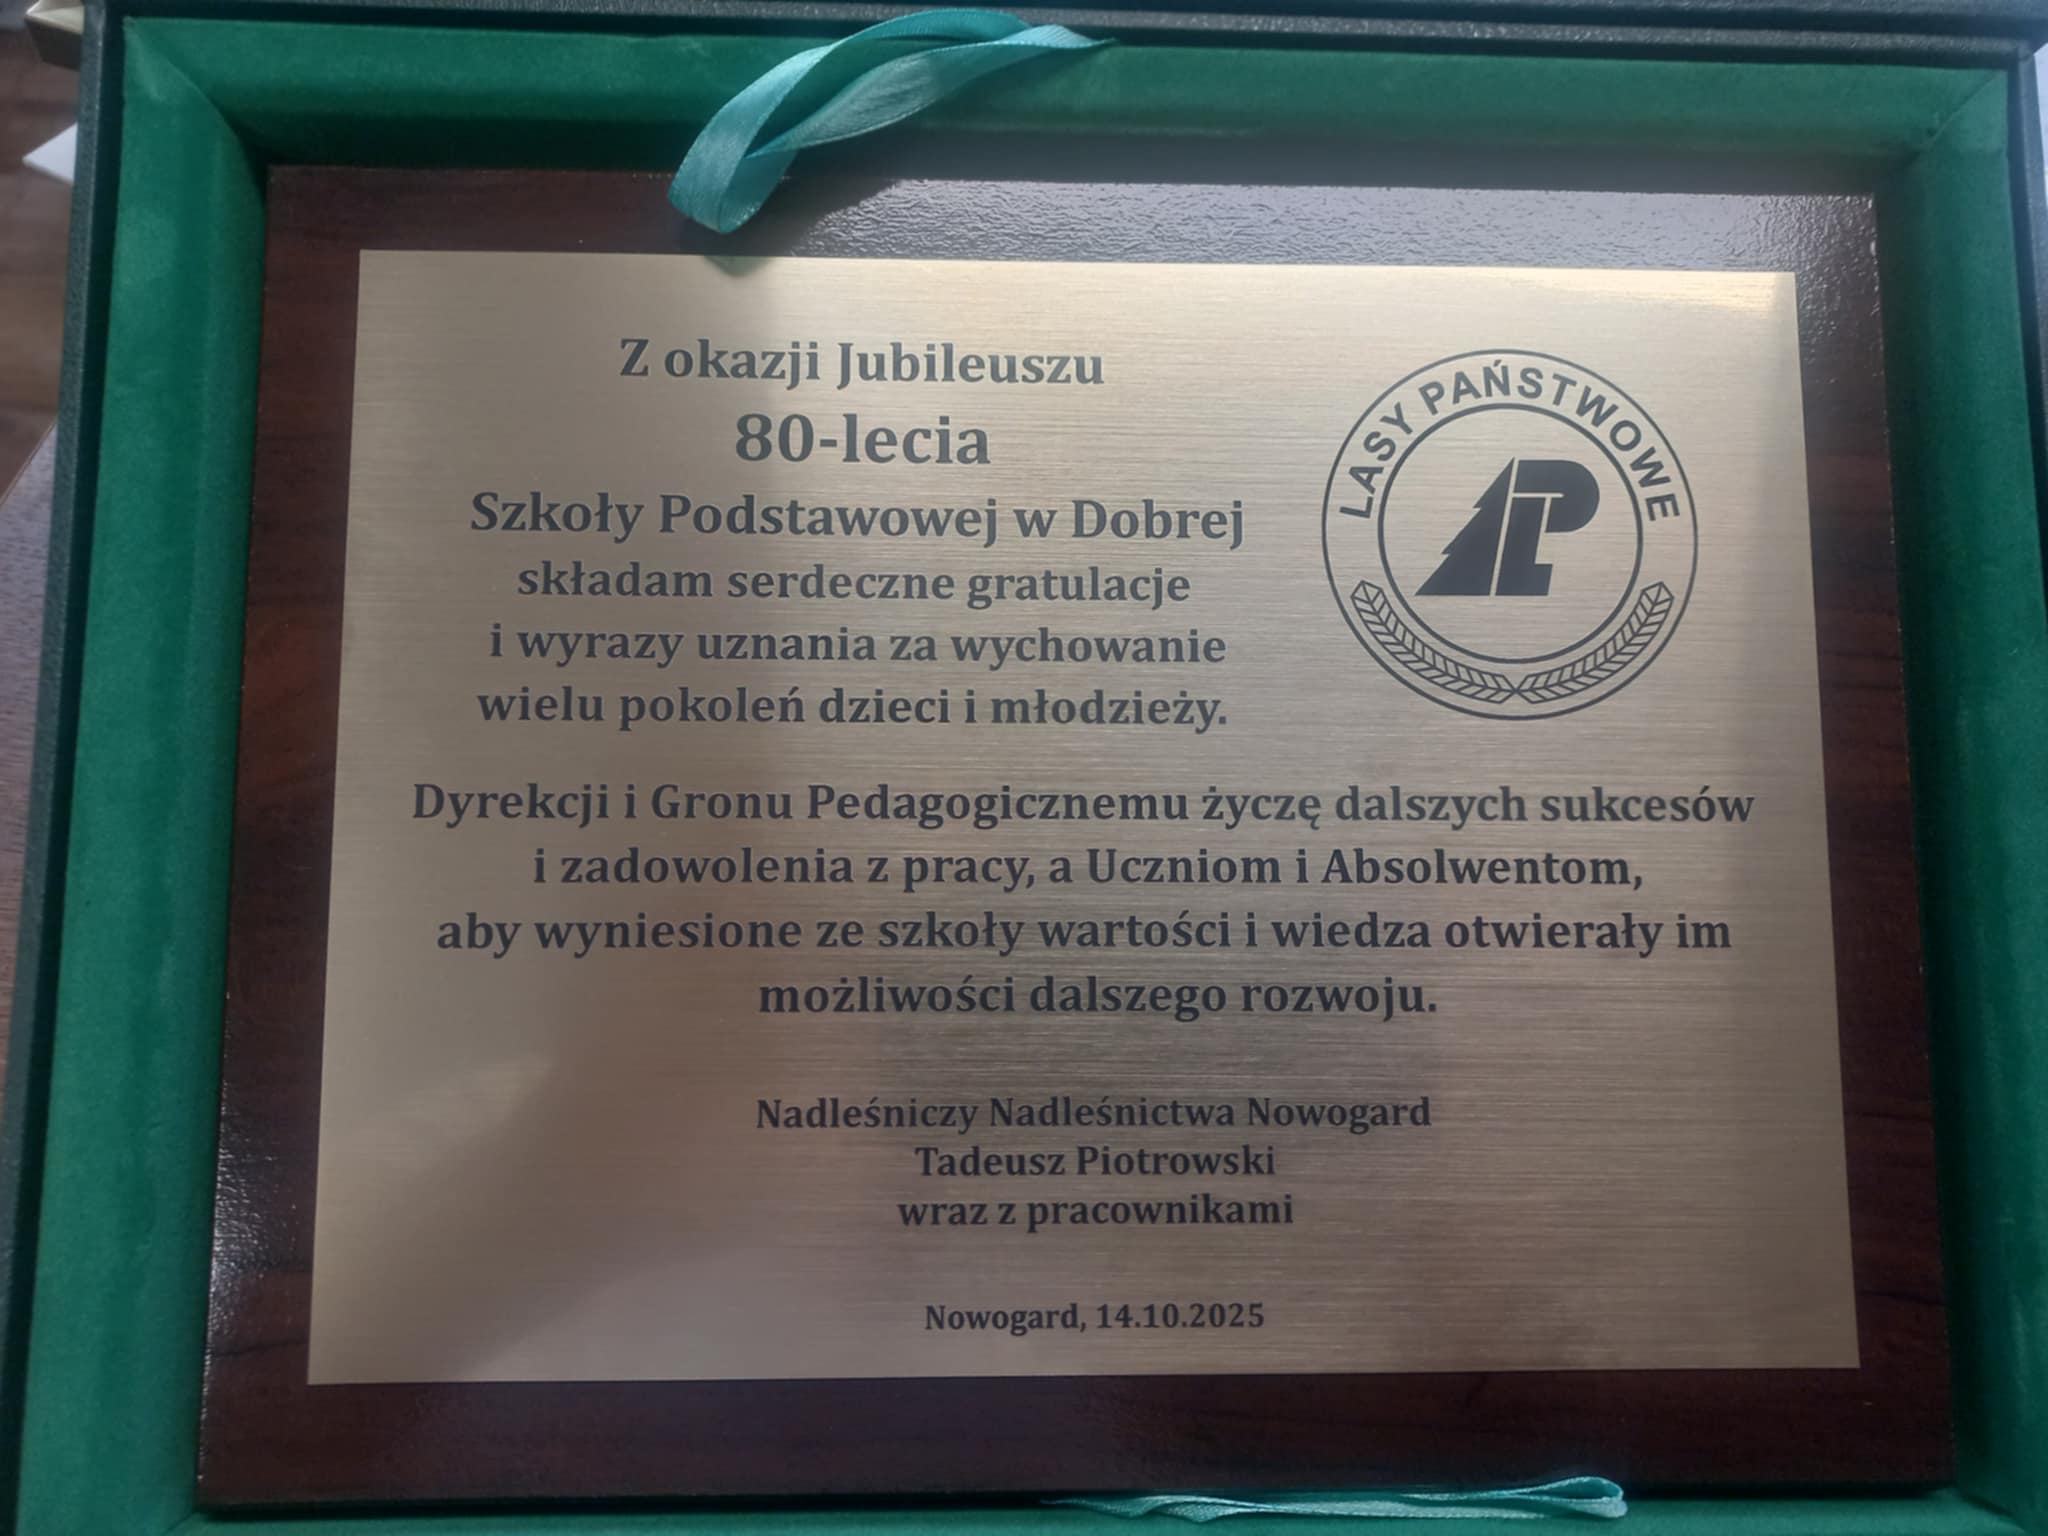 Z okazji Jubileuszu
80-lecia
Szkoły Podstawowej w Dobrej
składam serdeczne gratulacje
i wyrazy uznania za wychowanie
wielu pokoleń dzieci i młodzieży.
LASY PAŃSTWOWE
LP
Dyrekcji i Gronu Pedagogicznemu życzę dalszych sukcesów
i zadowolenia z pracy, a Uczniom i Absolwentom,
aby wyniesione ze szkoły wartości i wiedza otwierały im
możliwości dalszego rozwoju.
Nadleśniczy Nadleśnictwa Nowogard
Tadeusz Piotrowski
wraz z pracownikami
Nowogard, 14.10.2025